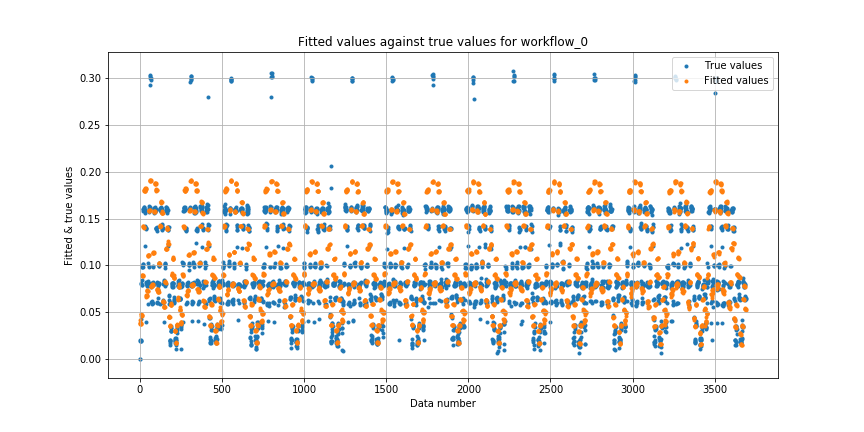 Fitted values against true values for workflow_0
True values
Fitted values
Fitted & true values
0.30
0.25
0.20
0.15
0.10
0.05
0.00
0 500 1000 1500 2000 2500 3000 3500
Data number